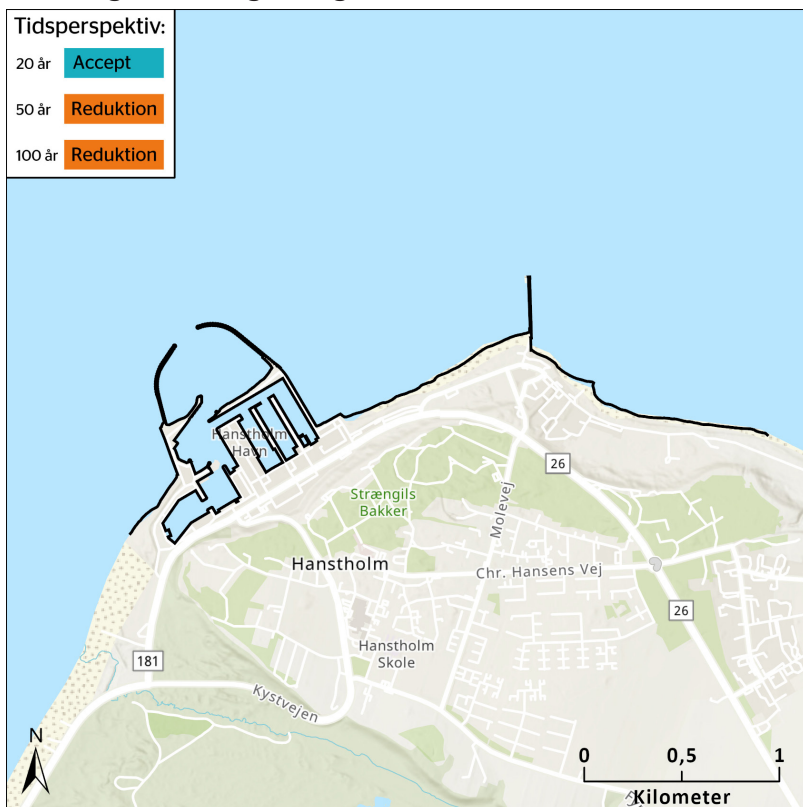 Tidsperspektiv:
20 år Accept
50 år Reduktion
100 år Reduktion
Hanstholm
Havn
26
Strængils
Bakker
Molevej
Hanstholm
Chr. Hansens Vej
26
Hanstholm
Skole
181
Kystvejen
N
0 0,5 1
Kilometer